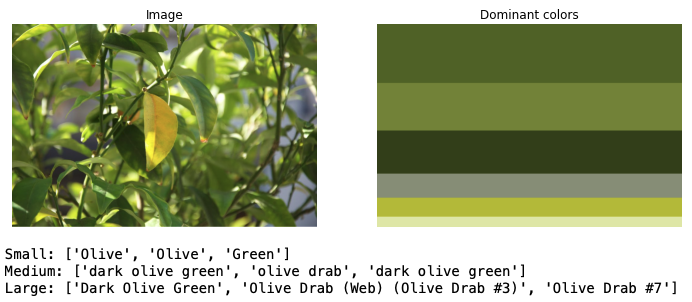 Image
Dominant colors
Small: ['Olive', 'Olive', 'Green']
Medium: ['dark olive green', 'olive drab', 'dark olive green']
Large: ['Dark Olive Green', 'Olive Drab (Web) (Olive Drab #3)', 'Olive Drab #7']